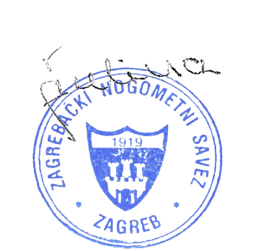 ZAGREBAČKI NOGOMETNI SAVEZ
1919
* ZAGREB *